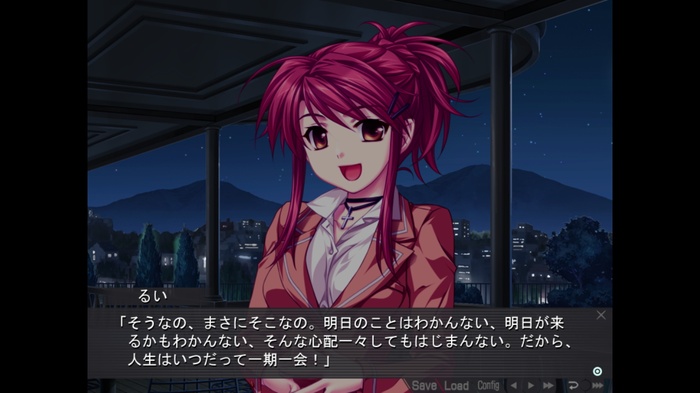 るい
「そうなの、まさにそこなの。明日のことはわかんない、明日が来
るかもわかんない、そんな心配一々してもはじまんない。だから、
人生はいつだって一期一会！」
Save Load Config